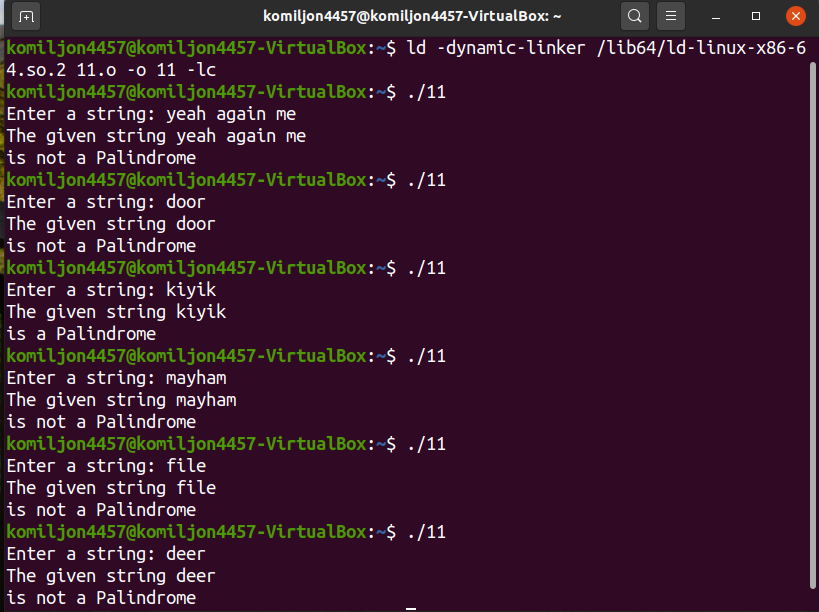 komiljon4457@komiljon4457-VirtualBox: ~
komiljon4457@komiljon4457-VirtualBox:~$ ld -dynamic-linker /lib64/ld-linux-x86-6
4.so.2 11.o -o 11 -lc
komiljon4457@komiljon4457-VirtualBox:~$ ./11
Enter a string: yeah again me
The given string yeah again me
is not a Palindrome
komiljon4457@komiljon4457-VirtualBox:~$ ./11
Enter a string: door
The given string door
is not a Palindrome
komiljon4457@komiljon4457-VirtualBox:~$ ./11
Enter a string: kiyik
The given string kiyik
is a Palindrome
komiljon4457@komiljon4457-VirtualBox:~$ ./11
Enter a string: mayham
The given string mayham
is not a Palindrome
komiljon4457@komiljon4457-VirtualBox:~$ ./11
Enter a string: file
The given string file
is not a Palindrome
komiljon4457@komiljon4457-VirtualBox:~$ ./11
Enter a string: deer
The given string deer
is not a Palindrome